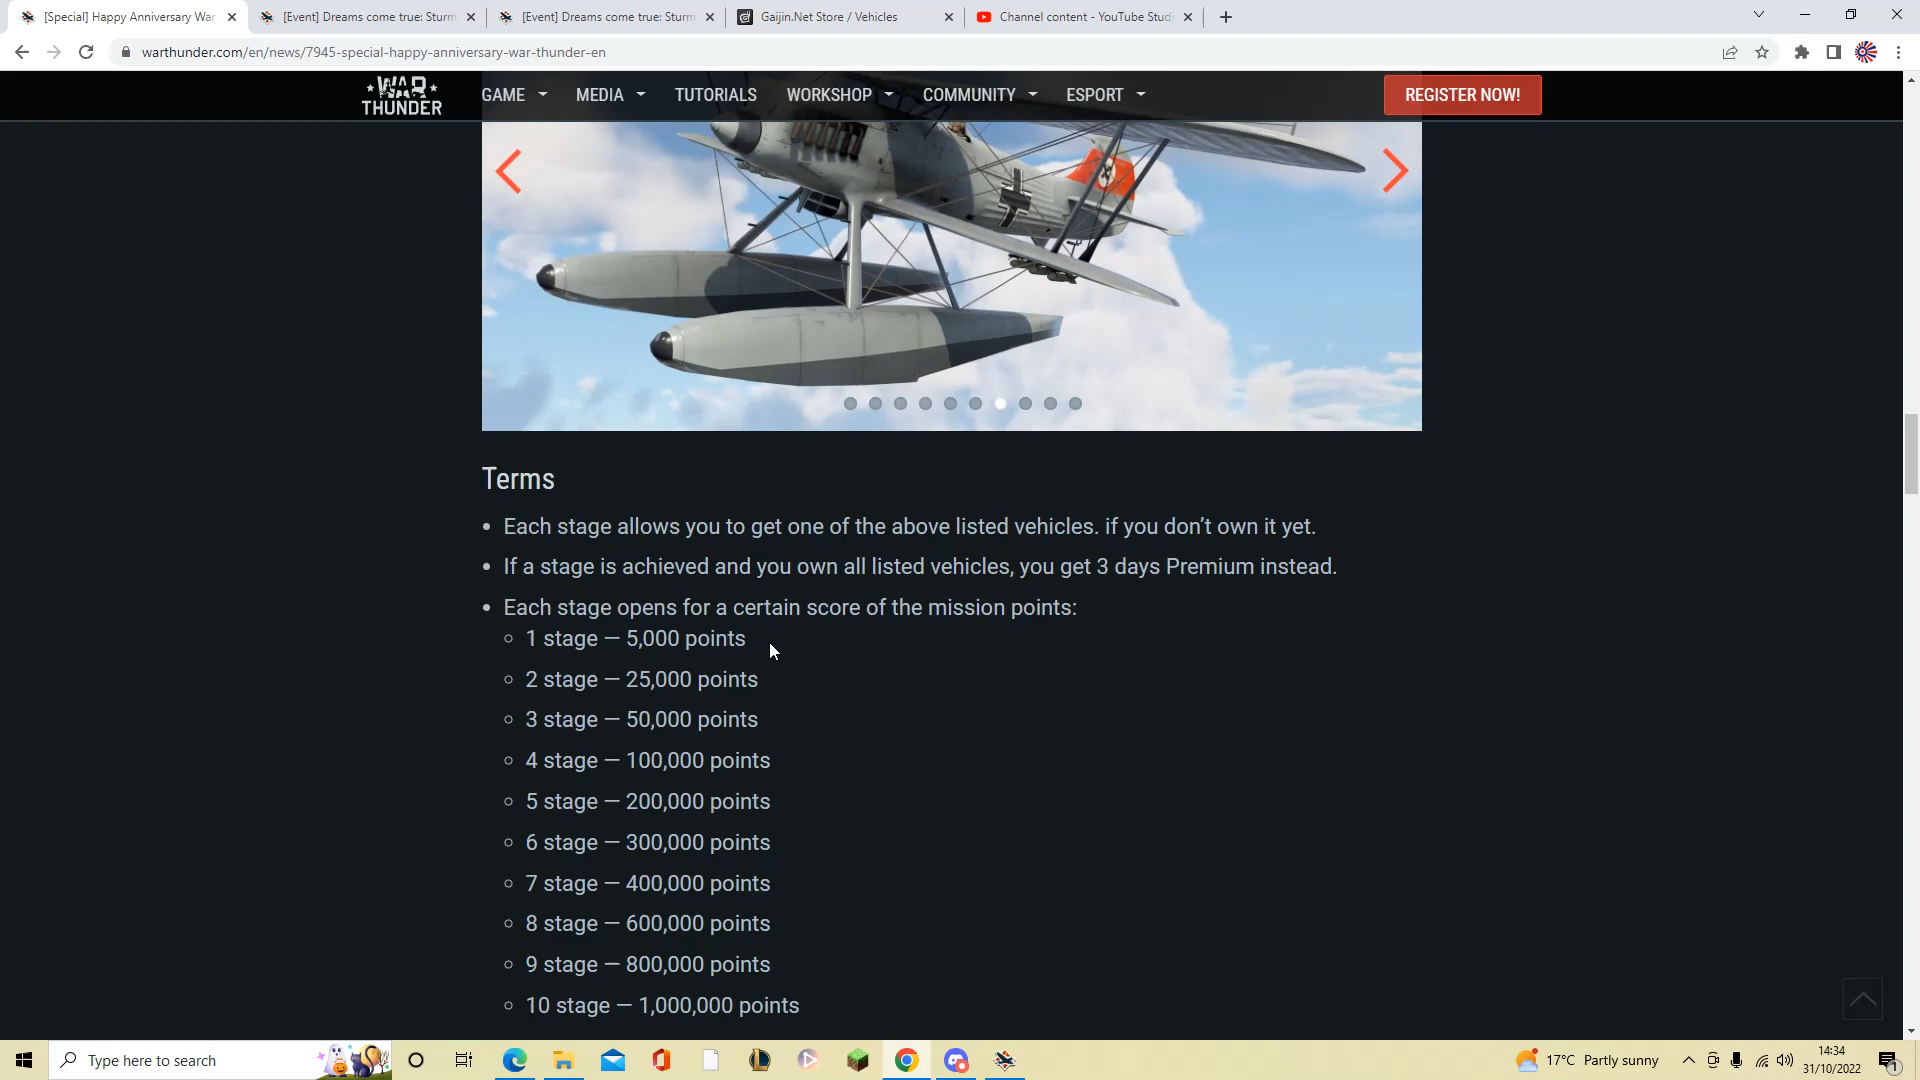 [Special] Happy Anniversary War
[Event] Dreams come true: Sturm
[Event] Dreams come true: Sturm
Gaijin.Net Store / Vehicles
Channel content - YouTube Stud
warthunder.com/en/news/7945-special-happy-anniversary-war-thunder-en
WAR THUNDER
GAME
MEDIA
TUTORIALS
WORKSHOP
COMMUNITY
ESPORT
REGISTER NOW!
Terms
Each stage allows you to get one of the above listed vehicles. if you don’t own it yet.
If a stage is achieved and you own all listed vehicles, you get 3 days Premium instead.
Each stage opens for a certain score of the mission points:
1 stage — 5,000 points
2 stage — 25,000 points
3 stage — 50,000 points
4 stage — 100,000 points
5 stage — 200,000 points
6 stage — 300,000 points
7 stage — 400,000 points
8 stage — 600,000 points
9 stage — 800,000 points
10 stage — 1,000,000 points
Type here to search
17°C Partly sunny
14:34
31/10/2022
1